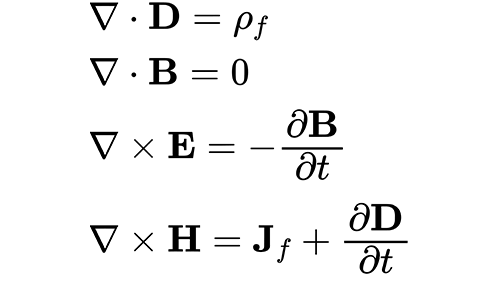 ∇ · 𝐃 = ρ_f
∇ · 𝐁 = 0
∇ × 𝐄 = −∂𝐁/∂t
∇ × 𝐇 = 𝐉_f + ∂𝐃/∂t